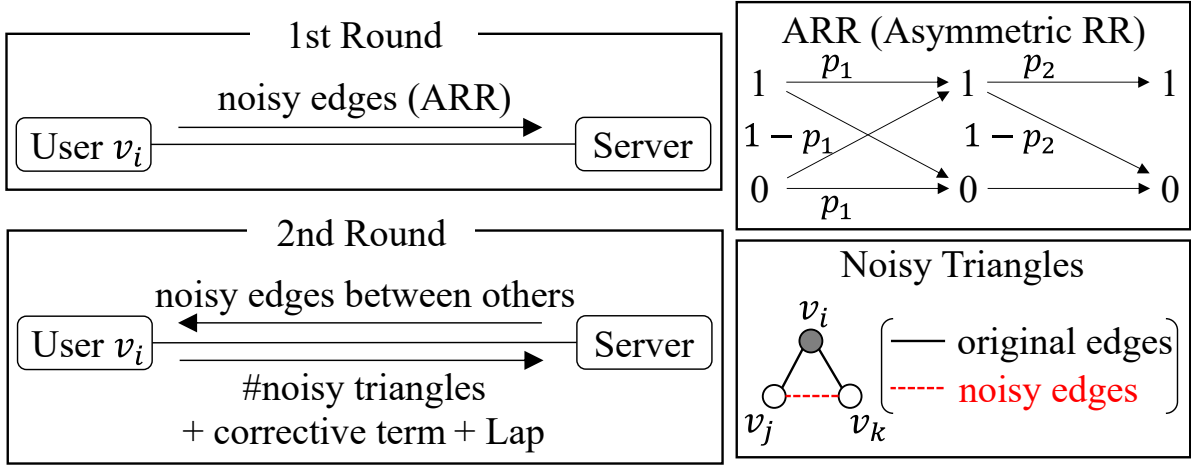 1st Round
noisy edges (ARR)
User v_i
Server
2nd Round
noisy edges between others
User v_i
Server
#noisy triangles
+ corrective term + Lap
ARR (Asymmetric RR)
1 p_1 1 p_2 1
1 − p_1 1 − p_2
0 p_1 0 0
Noisy Triangles
v_i
original edges
noisy edges
v_j v_k